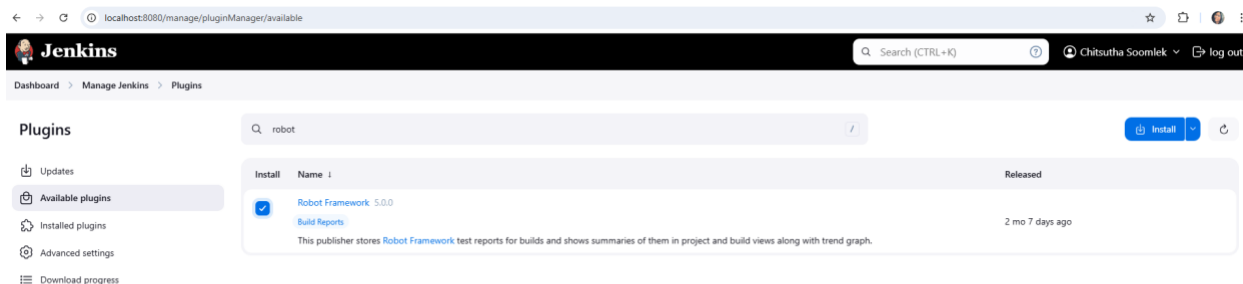 localhost:8080/manage/pluginManager/available
Jenkins
Search (CTRL+K)
Chitsutha Soomlek
log out
Dashboard > Manage Jenkins > Plugins
Plugins
robot
/
Install
Updates
Available plugins
Installed plugins
Advanced settings
Download progress
Install Name ↓ Released
Robot Framework 5.0.0
Build Reports
This publisher stores Robot Framework test reports for builds and shows summaries of them in project and build views along with trend graph.
2 mo 7 days ago